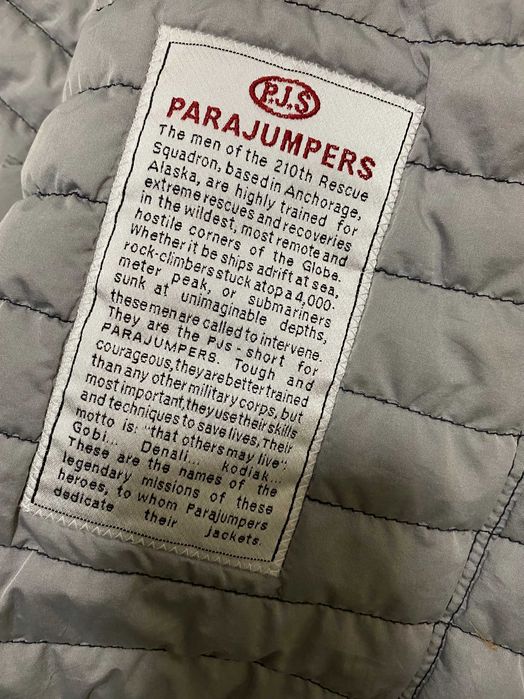 P.J.S
PARAJUMPERS
The men of the 210th Rescue
Squadron, based in Anchorage,
Alaska, are highly trained for
extreme rescues and recoveries
in the wildest, most remote and
hostile corners of the Globe.
Whether it be ships adrift at sea,
rock-climbers stuck atop a 4,000-
meter peak, or submariners
sunk at unimaginable depths,
these men are called to intervene.
They are the PJS - short for
PARAJUMPERS. Tough and
courageous, they are better trained
than any other military corps, but
most important, they use their skills
and techniques to save lives. Their
motto is: "that others may live".
Gobi... Denali... kodiak...
These are the names of the
legendary missions of these
heroes, to whom Parajumpers
dedicate their Jackets.